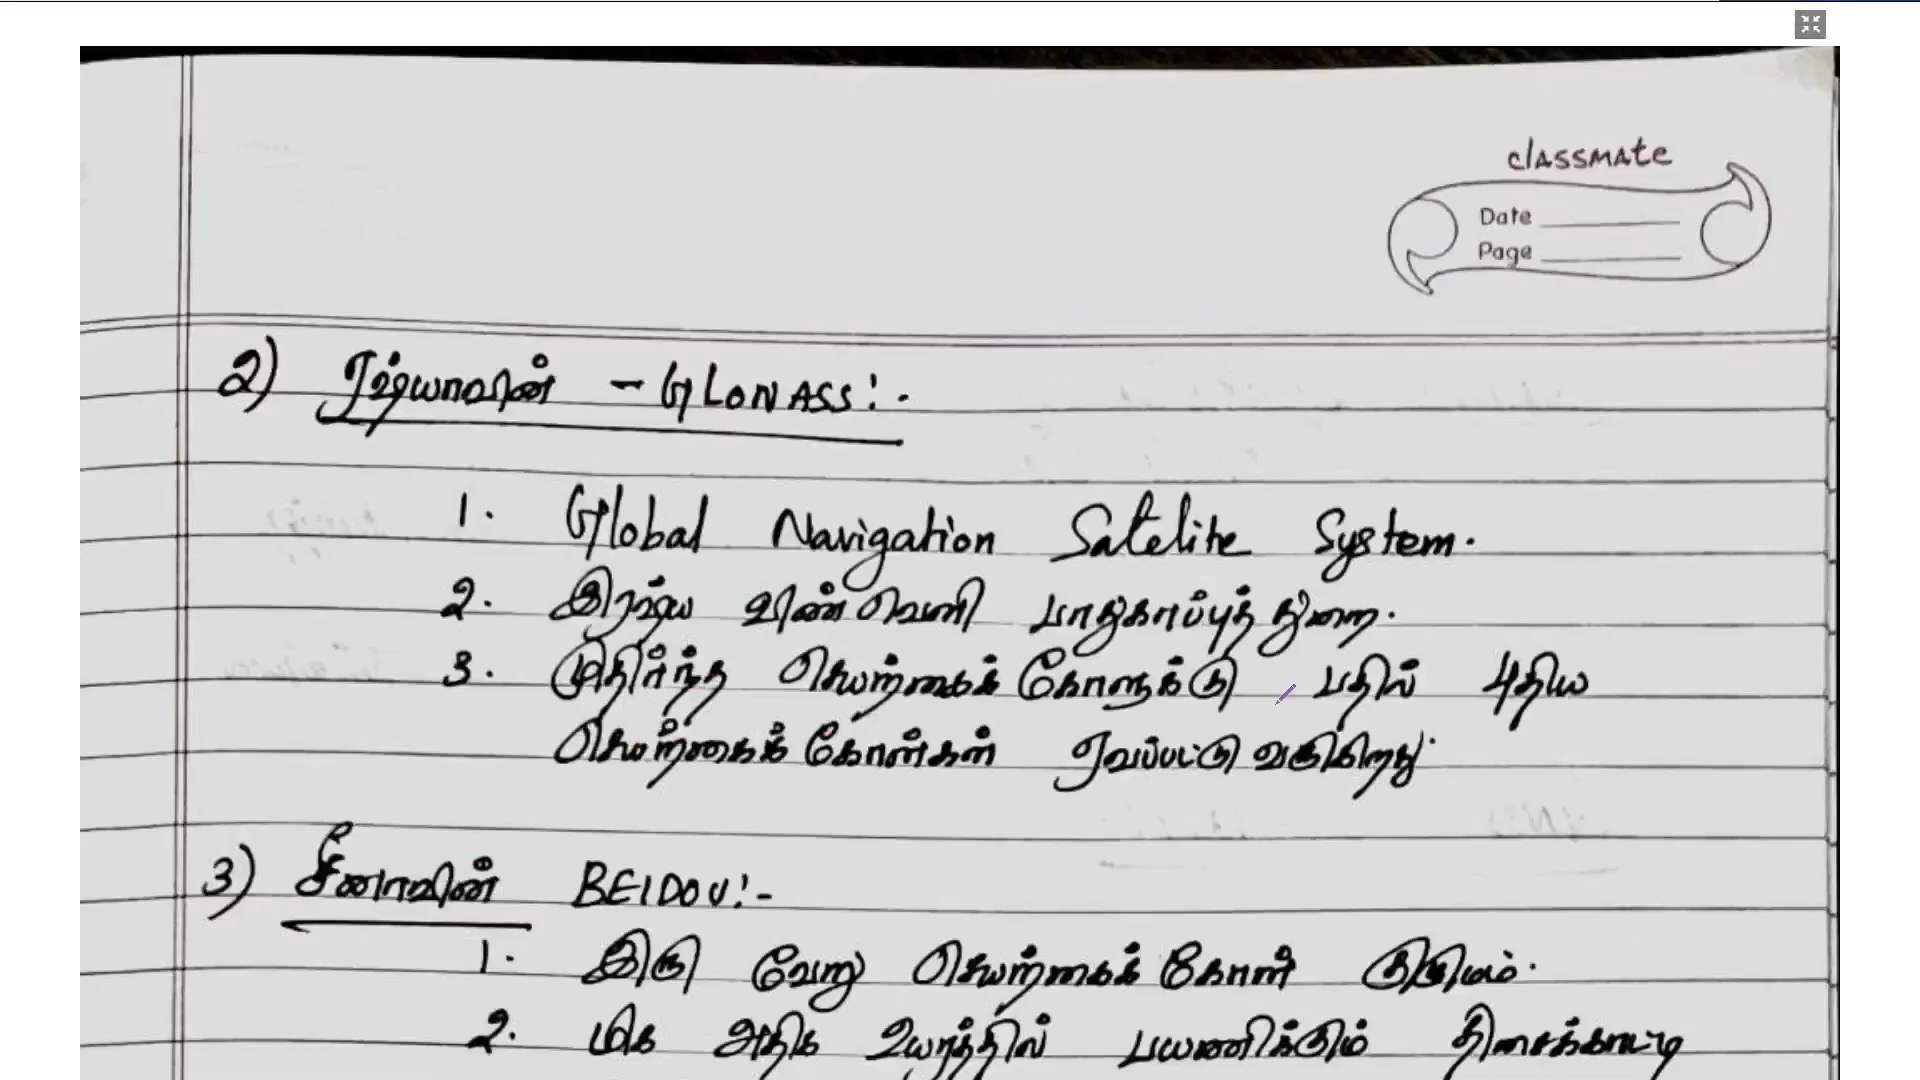 classmate
Date
Page
2) ரஷ்யாவின் - GLONASS:-
1. Global Navigation Satelite System.
2. இரஷ்ய விண்வெளி பாதுகாப்புத் துறை.
3. முதிர்ந்த செயற்கைக் கோளுக்கு பதில் புதிய
செயற்கைக் கோள்கள் ஏவப்பட்டு வருகிறது.
3) சீனாவின் BEIDOU:-
1. இரு வேறு செயற்கைக் கோள் குடும்பம்.
2. மிக அதிக உயரத்தில் பயணிக்கும் திசைக்காட்டி